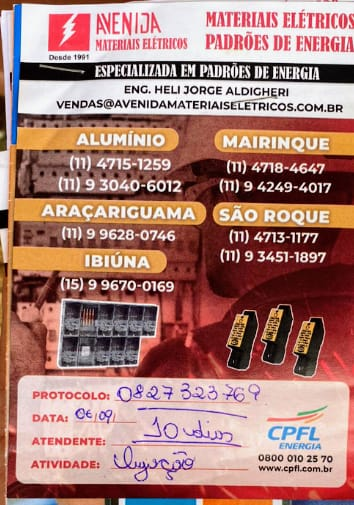 AVENIDA
MATERIAIS ELÉTRICOS
Desde 1991
MATERIAIS ELÉTRICOS
PADRÕES DE ENERGIA
ESPECIALIZADA EM PADRÕES DE ENERGIA
ENG. HELI JORGE ALDIGHERI
VENDAS@AVENIDAMATERIAISELETRICOS.COM.BR
ALUMÍNIO
(11) 4715-1259
(11) 9 3040-6012
MAIRINQUE
(11) 4718-4647
(11) 9 4249-4017
ARAÇARIGUAMA
(11) 9 9628-0746
SÃO ROQUE
(11) 4713-1177
(11) 9 3451-1897
IBIÚNA
(15) 9 9670-0169
PROTOCOLO: 0827323769
DATA: 06/09/
10 dias
ATENDENTE:
ATIVIDADE: Ligação
CPFL
ENERGIA
0800 010 25 70
www.cpfl.com.br